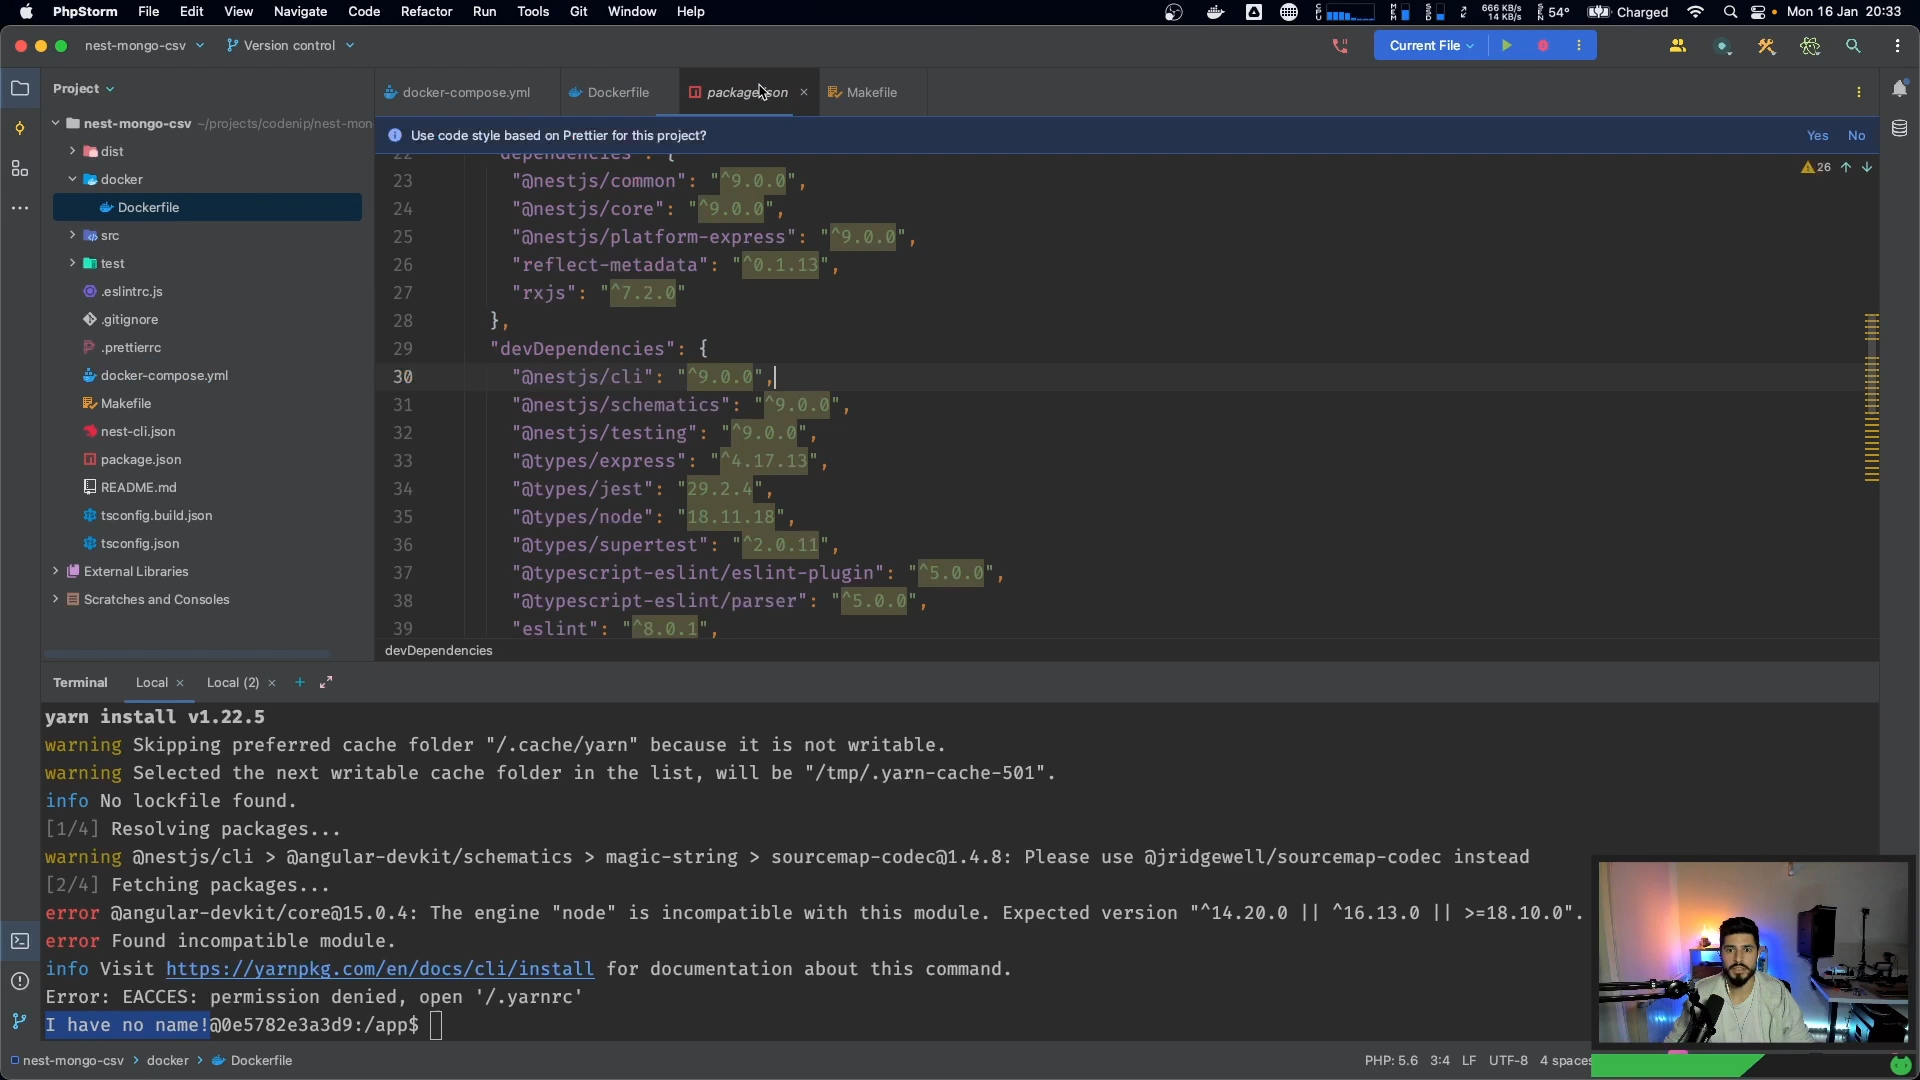 PhpStorm File Edit View Navigate Code Refactor Run Tools Git Window Help
666 KB/s
14 KB/s
54° Charged Mon 16 Jan 20:33
nest-mongo-csv Version control Current File
Project
docker-compose.yml Dockerfile package.json Makefile
nest-mongo-csv ~/projects/codenip/nest-mon
dist
docker
Dockerfile
src
test
.eslintrc.js
.gitignore
.prettierrc
docker-compose.yml
Makefile
nest-cli.json
package.json
README.md
tsconfig.build.json
tsconfig.json
External Libraries
Scratches and Consoles
Use code style based on Prettier for this project? Yes No
26
22 "dependencies": {
23 "@nestjs/common": "^9.0.0",
24 "@nestjs/core": "^9.0.0",
25 "@nestjs/platform-express": "^9.0.0",
26 "reflect-metadata": "^0.1.13",
27 "rxjs": "^7.2.0"
28 },
29 "devDependencies": {
30 "@nestjs/cli": "^9.0.0",
31 "@nestjs/schematics": "^9.0.0",
32 "@nestjs/testing": "^9.0.0",
33 "@types/express": "^4.17.13",
34 "@types/jest": "29.2.4",
35 "@types/node": "18.11.18",
36 "@types/supertest": "^2.0.11",
37 "@typescript-eslint/eslint-plugin": "^5.0.0",
38 "@typescript-eslint/parser": "^5.0.0",
39 "eslint": "^8.0.1",
devDependencies
Terminal Local Local (2)
yarn install v1.22.5
warning Skipping preferred cache folder "/.cache/yarn" because it is not writable.
warning Selected the next writable cache folder in the list, will be "/tmp/.yarn-cache-501".
info No lockfile found.
[1/4] Resolving packages...
warning @nestjs/cli > @angular-devkit/schematics > magic-string > sourcemap-codec@1.4.8: Please use @jridgewell/sourcemap-codec instead
[2/4] Fetching packages...
error @angular-devkit/core@15.0.4: The engine "node" is incompatible with this module. Expected version "^14.20.0 || ^16.13.0 || >=18.10.0".
error Found incompatible module.
info Visit https://yarnpkg.com/en/docs/cli/install for documentation about this command.
Error: EACCES: permission denied, open '/.yarnrc'
I have no name!@0e5782e3a3d9:/app$
nest-mongo-csv docker Dockerfile
PHP: 5.6 3:4 LF UTF-8 4 spaces